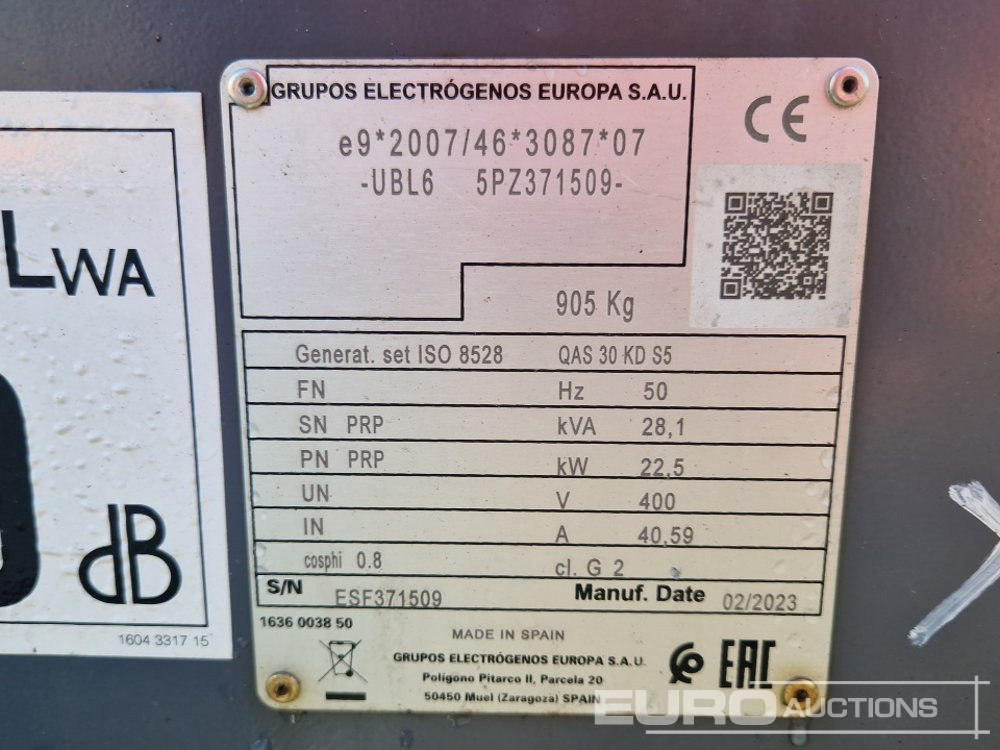 GRUPOS ELECTRÓGENOS EUROPA S.A.U.
e9*2007/46*3087*07
-UBL6 5PZ371509-
CE
905 Kg
Generat. set ISO 8528 QAS 30 KD S5
FN Hz 50
SN PRP kVA 28,1
PN PRP kW 22,5
UN V 400
IN A 40,59
cosphi 0.8 cl. G 2
S/N ESF371509 Manuf. Date 02/2023
1636 0038 50
MADE IN SPAIN
GRUPOS ELECTRÓGENOS EUROPA S.A.U.
Polígono Pitarco II, Parcela 20
50450 Muel (Zaragoza) SPAIN
EAC
LWA
dB
1604 3317 15
EURO AUCTIONS